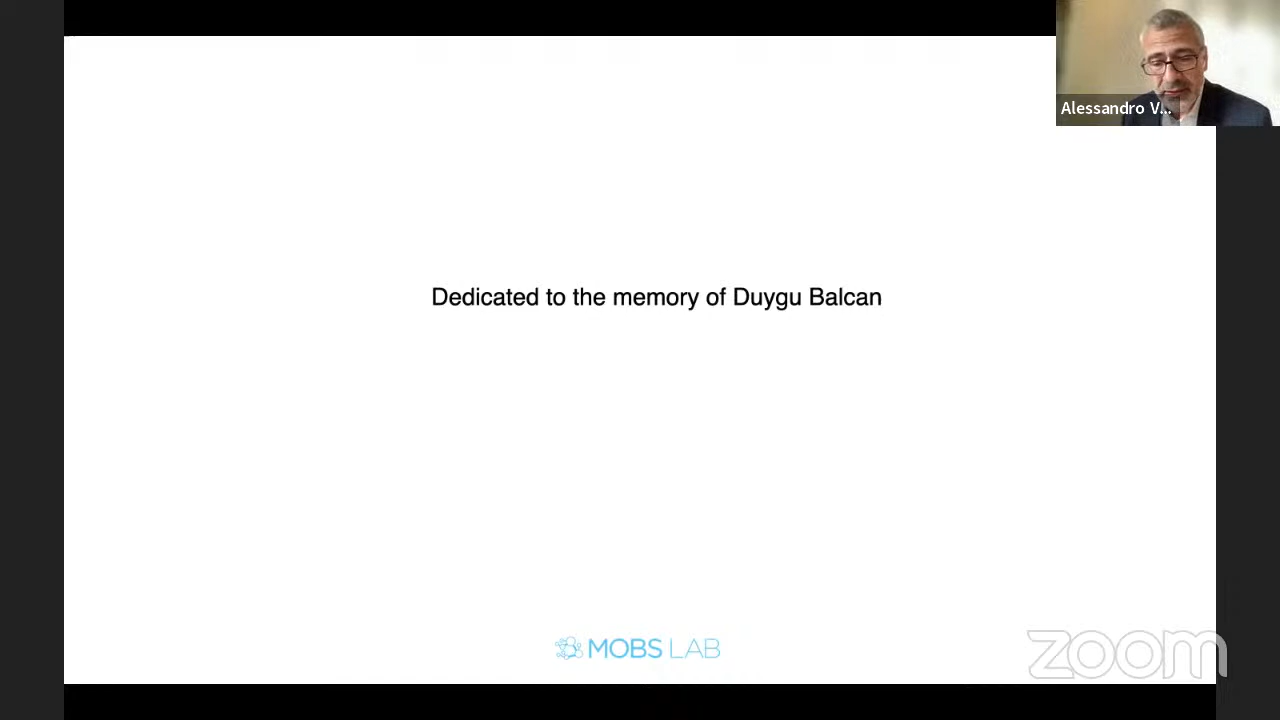 Alessandro V...
Dedicated to the memory of Duygu Balcan
MOBS LAB
zoom